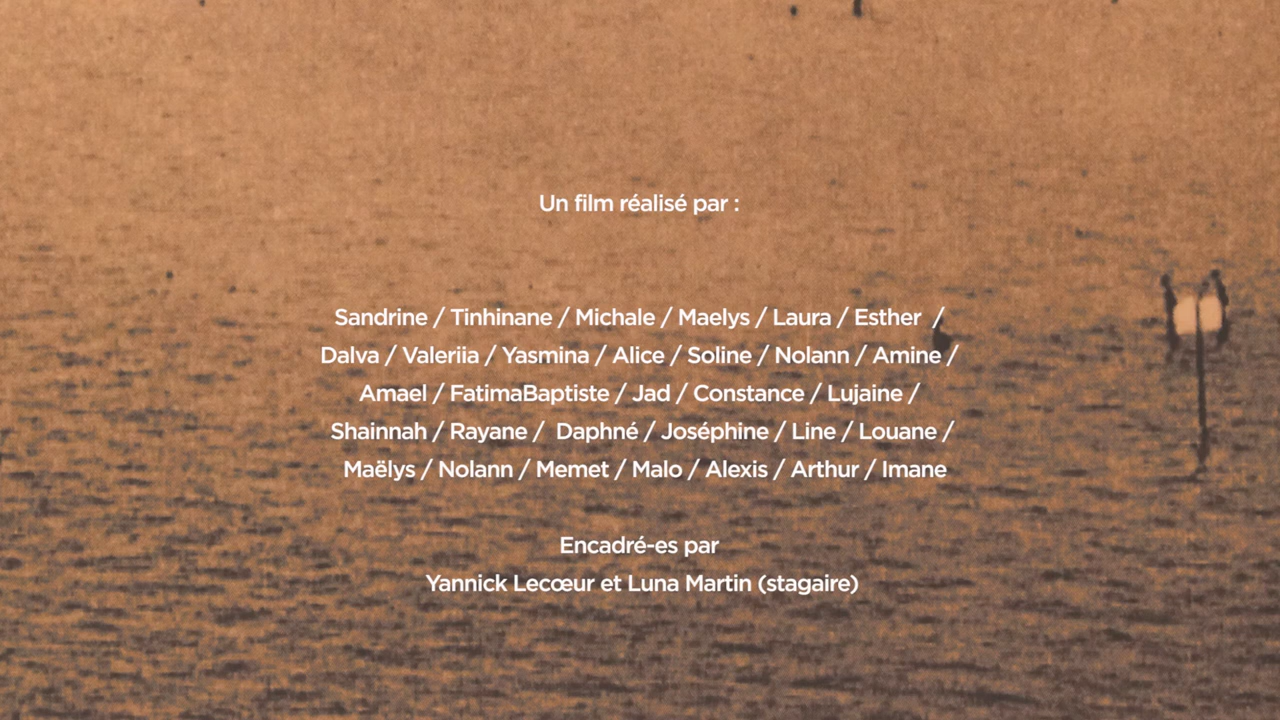 Un film réalisé par :
Sandrine / Tinhinane / Michale / Maelys / Laura / Esther /
Dalva / Valeriia / Yasmina / Alice / Soline / Nolann / Amine /
Amael / FatimaBaptiste / Jad / Constance / Lujaine /
Shainnah / Rayane / Daphné / Joséphine / Line / Louane /
Maëlys / Nolann / Memet / Malo / Alexis / Arthur / Imane
Encadré-es par
Yannick Lecœur et Luna Martin (stagaire)